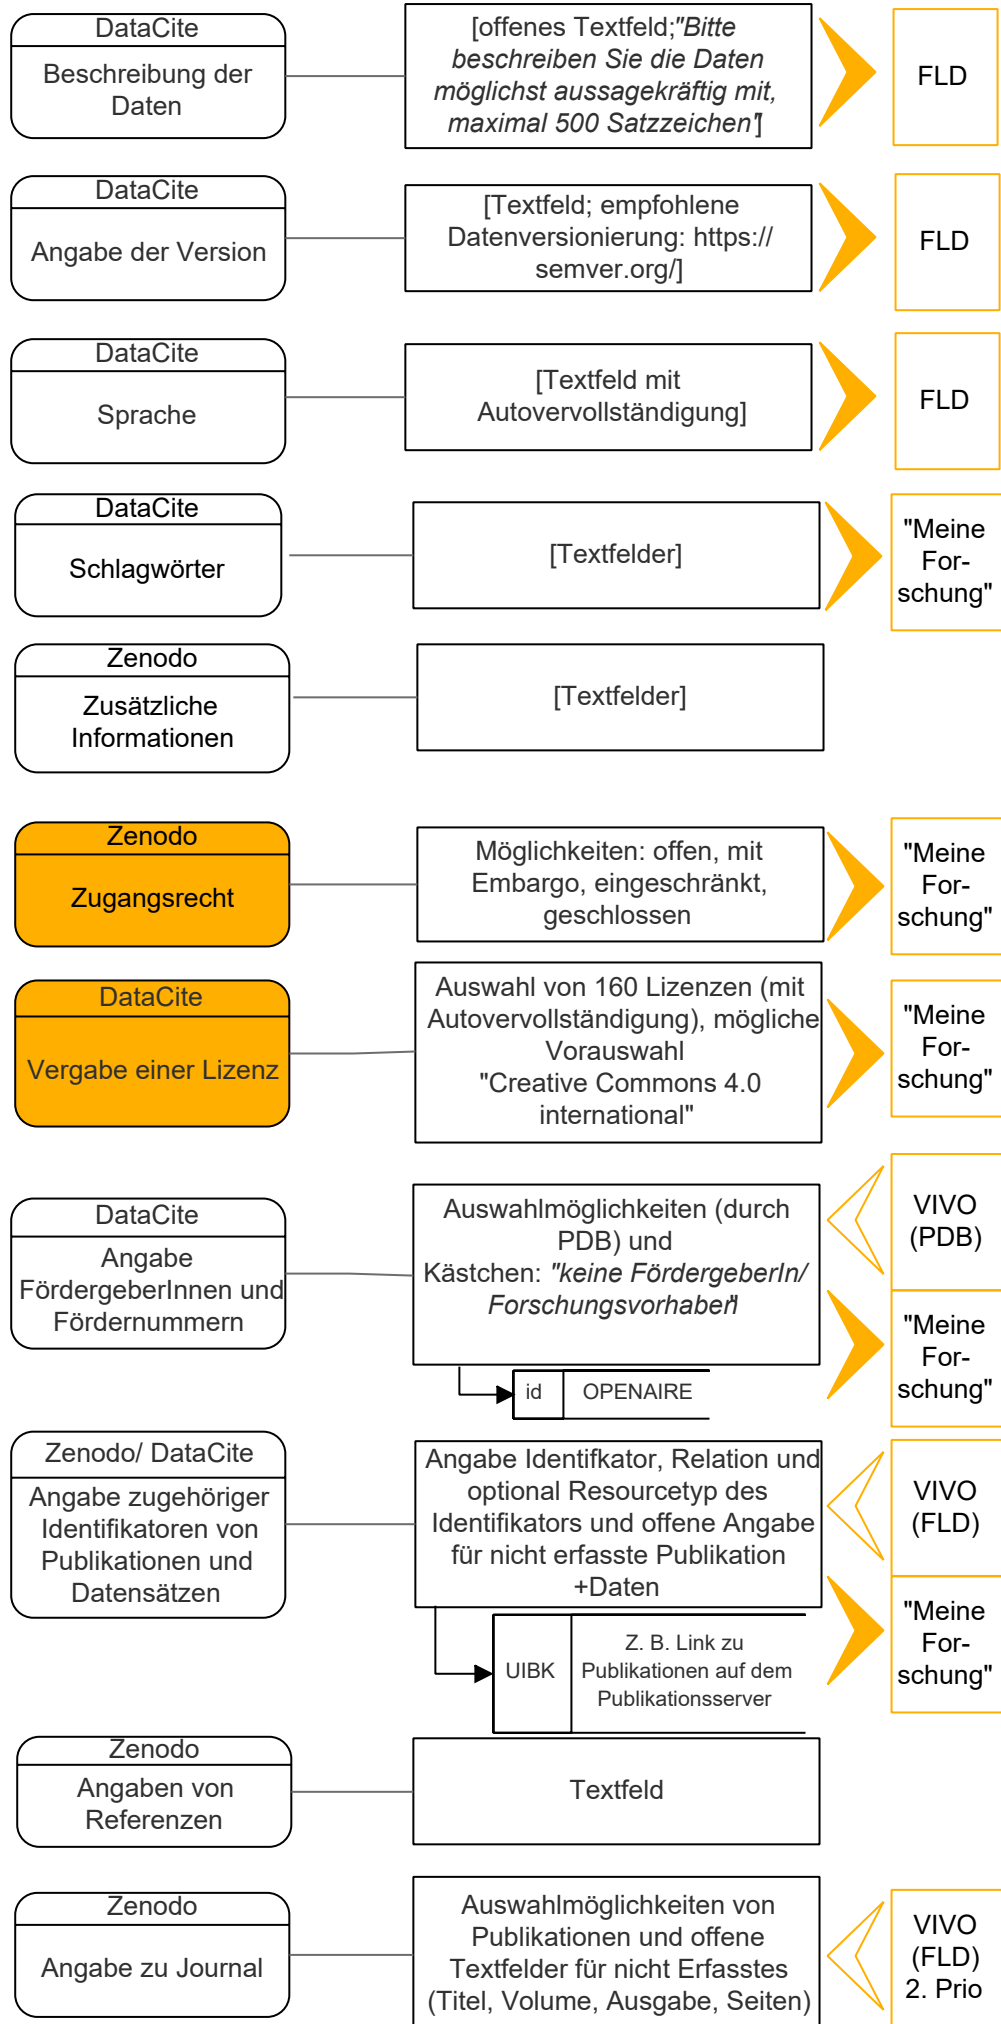 DataCite
Beschreibung der
Daten
[offenes Textfeld;"Bitte
beschreiben Sie die Daten
möglichst aussagekräftig mit,
maximal 500 Satzzeichen"]
FLD
DataCite
Angabe der Version
[Textfeld; empfohlene
Datenversionierung: https://
semver.org/]
FLD
DataCite
Sprache
[Textfeld mit
Autovervollständigung]
FLD
DataCite
Schlagwörter
[Textfelder]
"Meine
For-
schung"
Zenodo
Zusätzliche
Informationen
[Textfelder]
Zenodo
Zugangsrecht
Möglichkeiten: offen, mit
Embargo, eingeschränkt,
geschlossen
"Meine
For-
schung"
DataCite
Vergabe einer Lizenz
Auswahl von 160 Lizenzen (mit
Autovervollständigung), mögliche
Vorauswahl
"Creative Commons 4.0
international"
"Meine
For-
schung"
DataCite
Angabe
FördergeberInnen und
Fördernummern
Auswahlmöglichkeiten (durch
PDB) und
Kästchen: "keine FördergeberIn/
Forschungsvorhaben"
id
OPENAIRE
VIVO
(PDB)
"Meine
For-
schung"
Zenodo/ DataCite
Angabe zugehöriger
Identifikatoren von
Publikationen und
Datensätzen
Angabe Identifkator, Relation und
optional Resourcetyp des
Identifikators und offene Angabe
für nicht erfasste Publikation
+Daten
UIBK
Z. B. Link zu
Publikationen auf dem
Publikationsserver
VIVO
(FLD)
"Meine
For-
schung"
Zenodo
Angaben von
Referenzen
Textfeld
Zenodo
Angabe zu Journal
Auswahlmöglichkeiten von
Publikationen und offene
Textfelder für nicht Erfasstes
(Titel, Volume, Ausgabe, Seiten)
VIVO
(FLD)
2. Prio